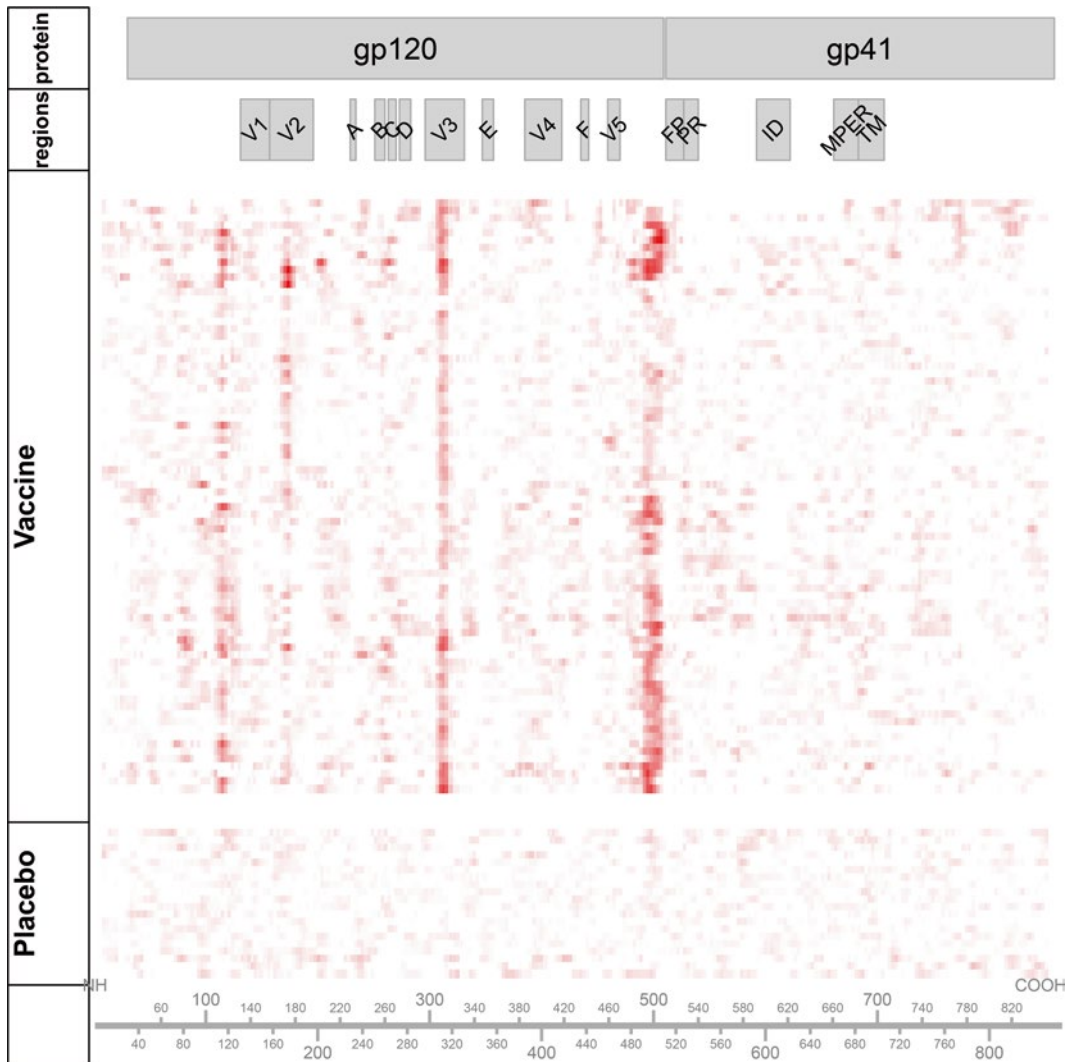 protein
gp120 gp41
regions
V1 V2 A B C D V3 E V4 F V5 FP PR ID MPER TM
Vaccine
Placebo
NH COOH
60 100 140 180 220 260 300 340 380 420 460 500 540 580 620 660 700 740 780 820
40 80 120 160 200 240 280 320 360 400 440 480 520 560 600 640 680 720 760 800